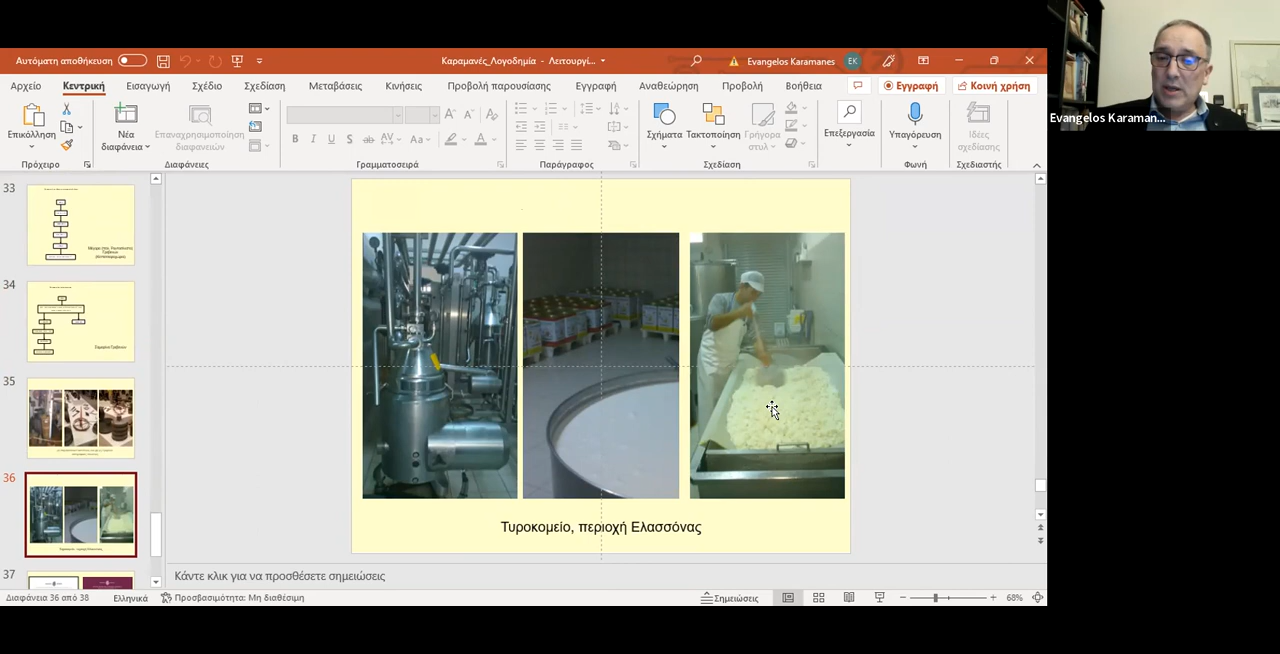 Αυτόματη αποθήκευση
Καραμανές_Λογοδημία - Λειτουργί...
Evangelos Karamanes
EK
Αρχείο
Κεντρική
Εισαγωγή
Σχέδιο
Σχεδίαση
Μεταβάσεις
Κινήσεις
Προβολή παρουσίασης
Εγγραφή
Αναθεώρηση
Προβολή
Βοήθεια
Εγγραφή
Κοινή χρήση
Επικόλληση
Νέα διαφάνεια
Επαναχρησιμοποίηση διαφανειών
B I U S ab AV Aa
Σχήματα
Τακτοποίηση
Γρήγορα στυλ
Επεξεργασία
Υπαγόρευση
Ιδέες σχεδίασης
Πρόχειρο
Διαφάνειες
Γραμματοσειρά
Παράγραφος
Σχεδίαση
Φωνή
Σχεδιαστής
33
34
35
36
37
Τυροκομείο, περιοχή Ελασσόνας
Κάντε κλικ για να προσθέσετε σημειώσεις
Διαφάνεια 36 από 38
Ελληνικά
Προσβασιμότητα: Μη διαθέσιμη
Σημειώσεις
68%
Evangelos Karaman...